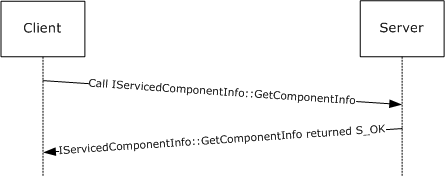 Client
Server
Call IServicedComponentInfo::GetComponentInfo
IServicedComponentInfo::GetComponentInfo returned S_OK